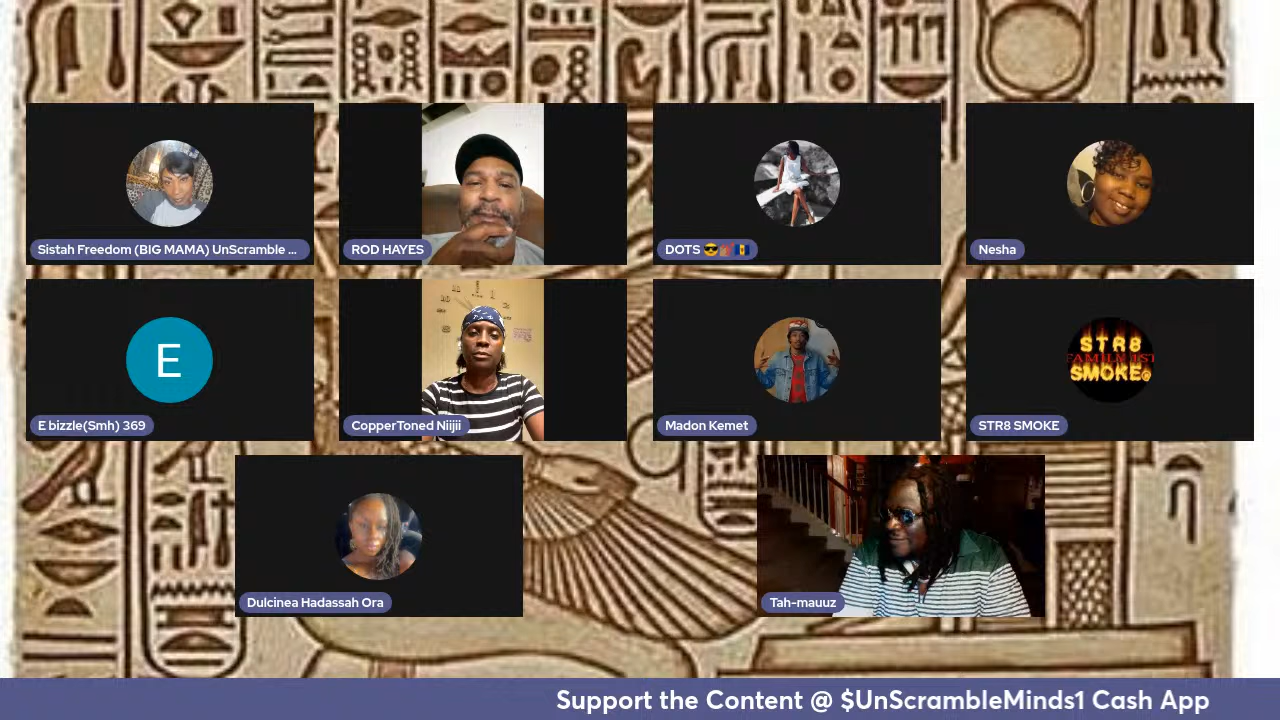 Sistah Freedom (BIG MAMA) UnScramble ...
ROD HAYES
DOTS 😎🎒🇧🇧
Nesha
E
E bizzle(Smh) 369
CopperToned Niijii
Madon Kemet
STR8
SMOKE
STR8 SMOKE
Dulcinea Hadassah Ora
Tah-mauuz
Support the Content @ $UnScrambleMinds1 Cash App